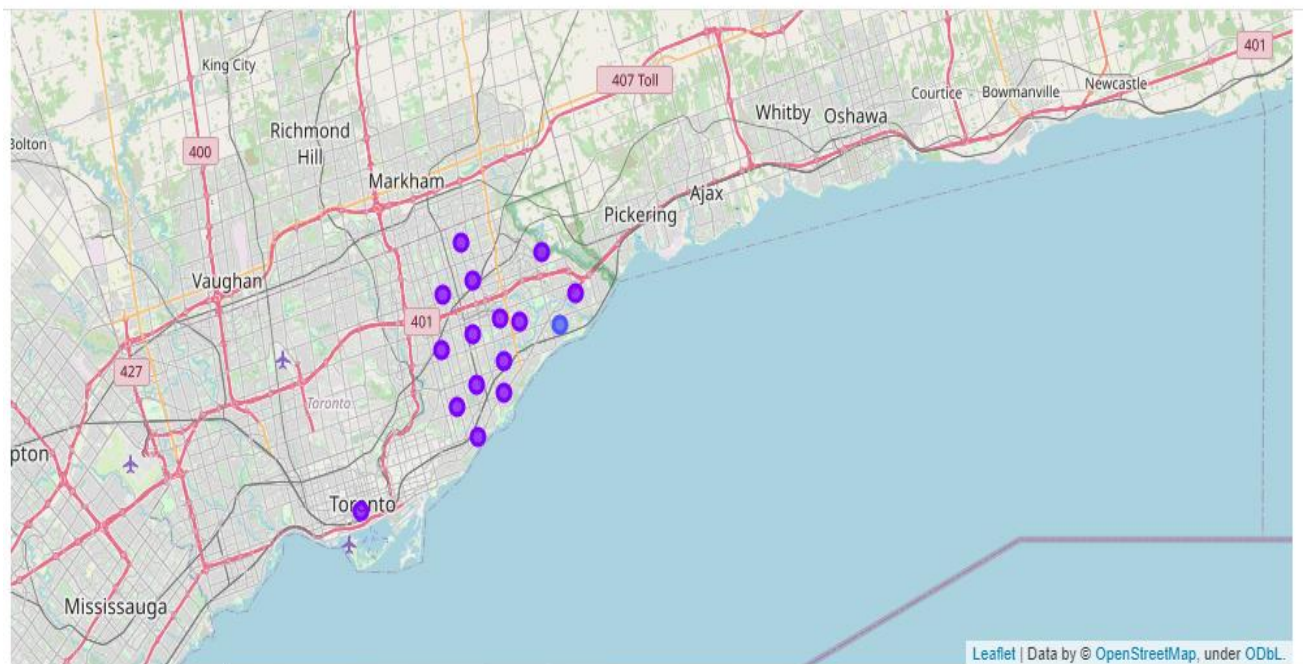 King City
407 Toll
401
Newcastle
Bowmanville
Courtice
Whitby
Oshawa
Bolton
400
Richmond
Hill
Markham
Ajax
Pickering
Vaughan
401
427
Toronto
pton
Toronto
Mississauga
Leaflet | Data by © OpenStreetMap, under ODbL.